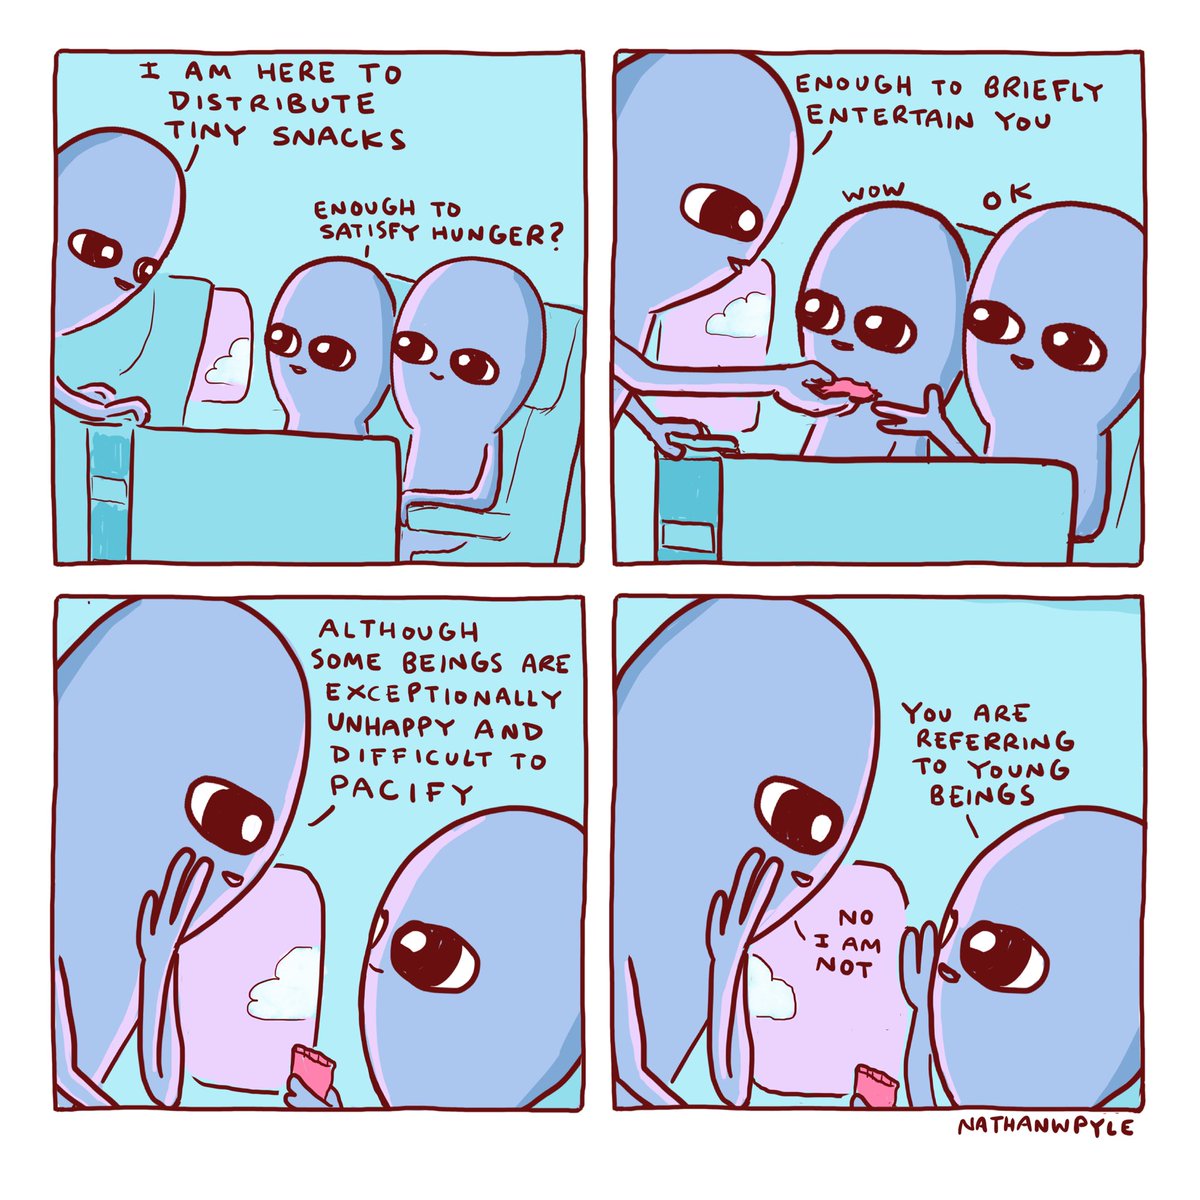 I AM HERE TO
DISTRIBUTE
TINY SNACKS
ENOUGH TO
SATISFY HUNGER?
ENOUGH TO BRIEFLY
ENTERTAIN YOU
WOW
OK
ALTHOUGH
SOME BEINGS ARE
EXCEPTIONALLY
UNHAPPY AND
DIFFICULT TO
PACIFY
YOU ARE
REFERRING
TO YOUNG
BEINGS
NO
I AM
NOT
NATHANWPYLE